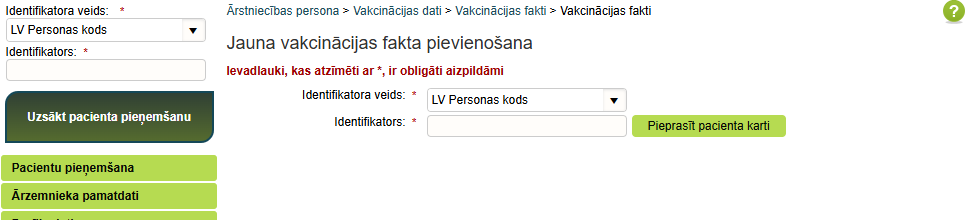 Identifikatora veids: *
LV Personas kods
Identifikators: *
Uzsākt pacienta pieņemšanu
Pacientu pieņemšana
Ārzemnieka pamatdati
Ārstniecības persona > Vakcinācijas dati > Vakcinācijas fakti > Vakcinācijas fakti
?
Jauna vakcinācijas fakta pievienošana
Ievadlauki, kas atzīmēti ar *, ir obligāti aizpildāmi
Identifikatora veids: * LV Personas kods
Identifikators: * Pieprasīt pacienta karti